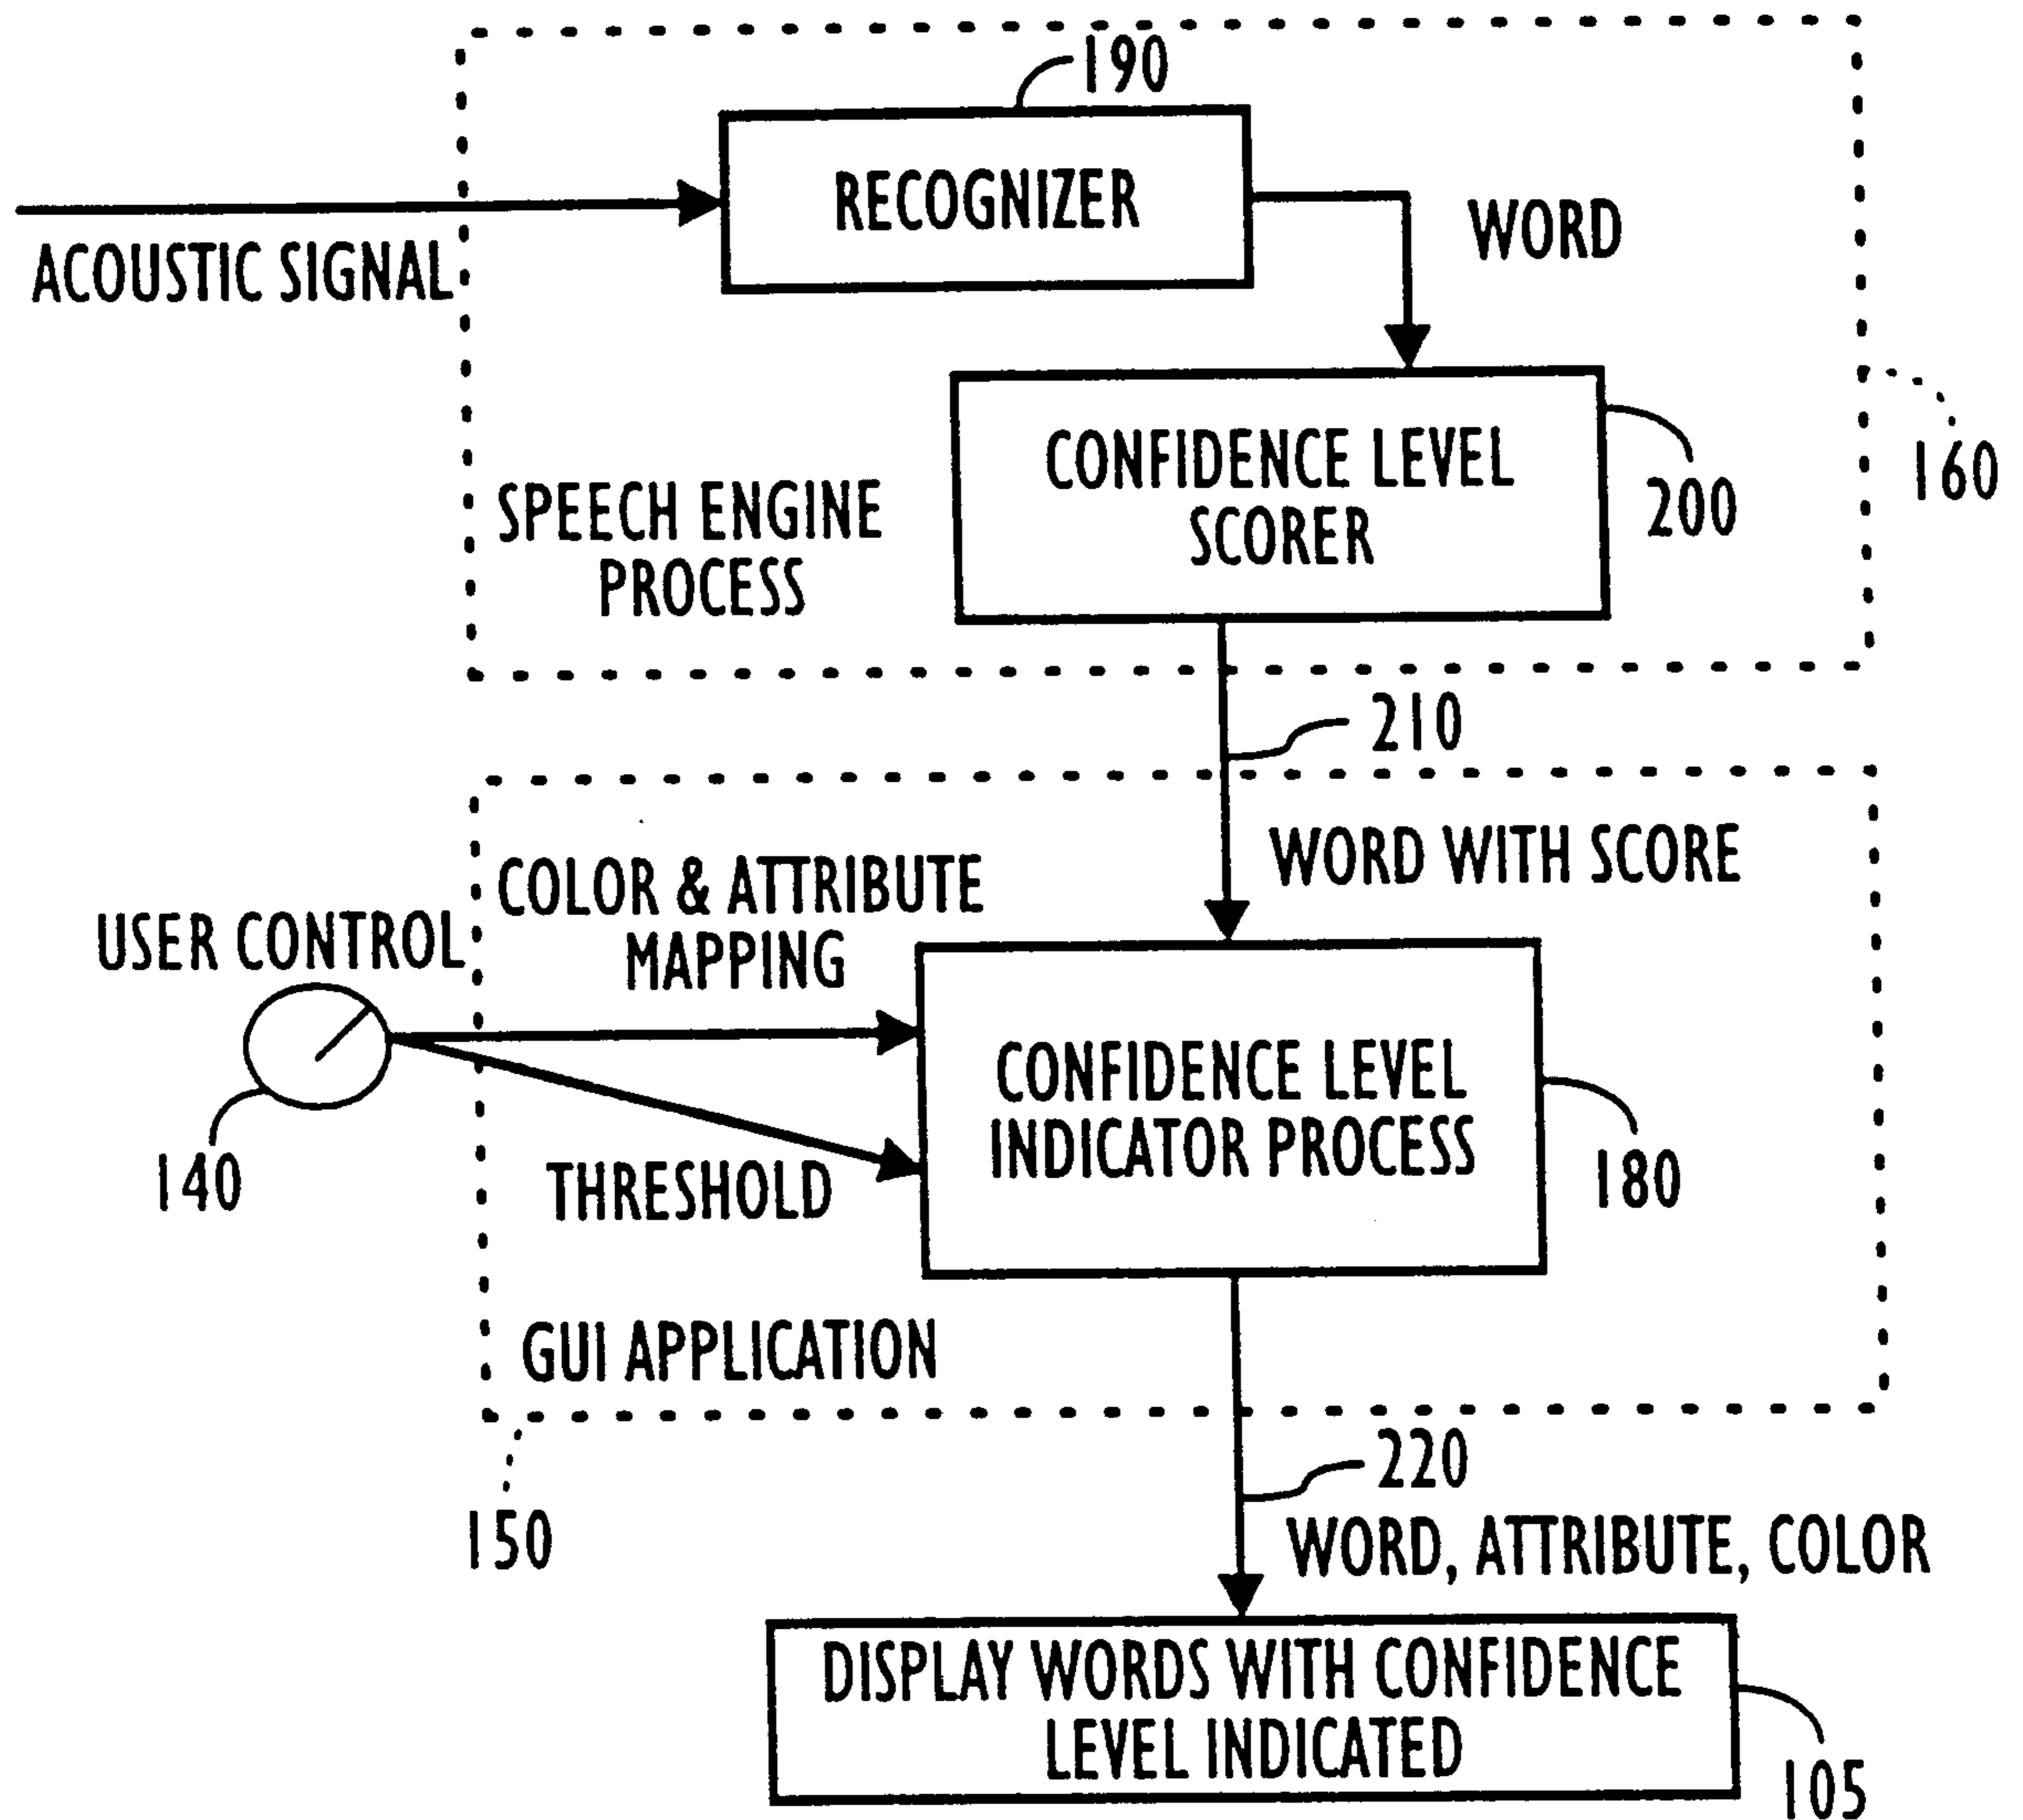 190
RECOGNIZER
WORD
ACOUSTIC SIGNAL
CONFIDENCE LEVEL
SCORER
200
160
SPEECH ENGINE
PROCESS
210
WORD WITH SCORE
COLOR & ATTRIBUTE
MAPPING
USER CONTROL
CONFIDENCE LEVEL
INDICATOR PROCESS
140
THRESHOLD
180
GUI APPLICATION
220
150
WORD, ATTRIBUTE, COLOR
DISPLAY WORDS WITH CONFIDENCE
LEVEL INDICATED
105